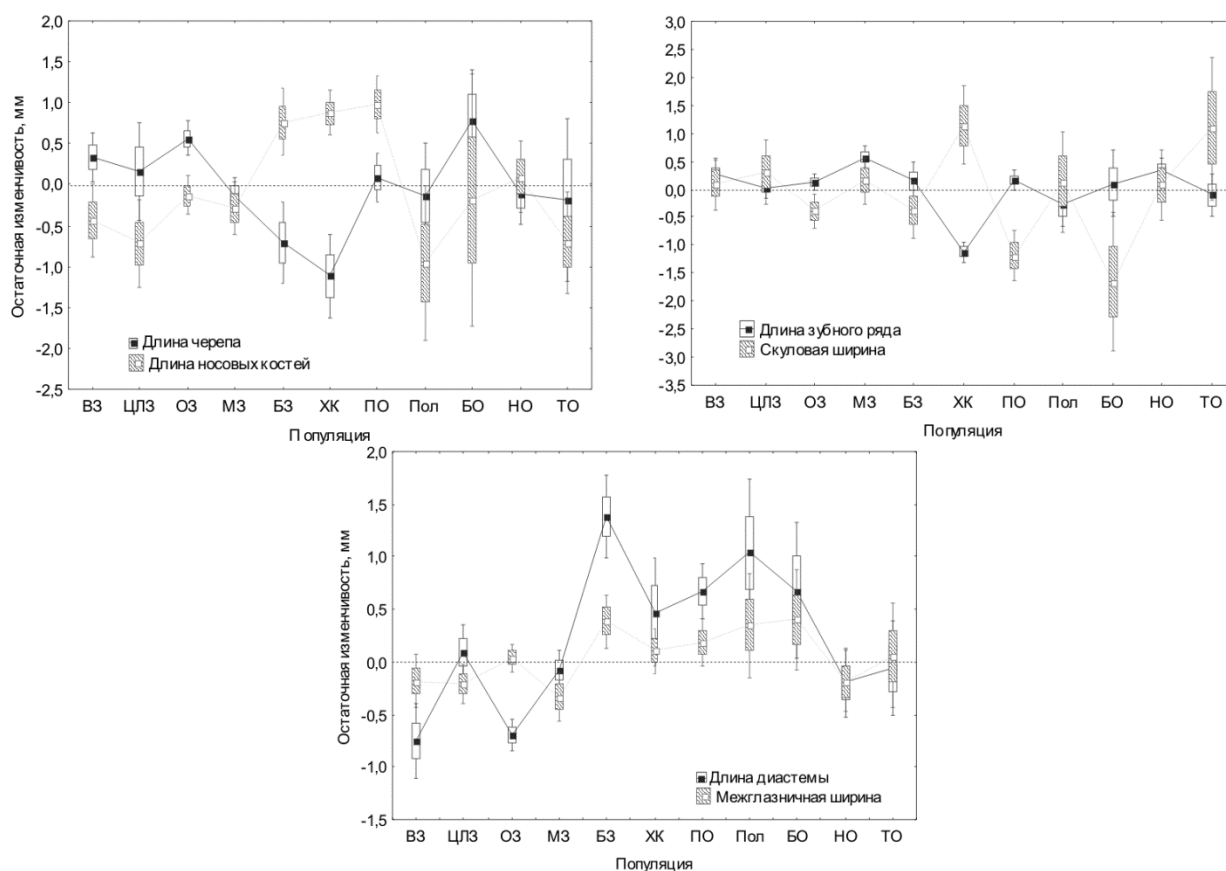 Остаточная изменчивость, мм
2,0
1,5
1,0
0,5
0,0
-0,5
-1,0
-1,5
-2,0
-2,5
Длина черепа
Длина носовых костей
ВЗ ЦЛЗ ОЗ МЗ БЗ ХК ПО Пол БО НО ТО
Популяция
3,0
2,5
2,0
1,5
1,0
0,5
0,0
-0,5
-1,0
-1,5
-2,0
-2,5
-3,0
-3,5
Длина зубного ряда
Скуловая ширина
ВЗ ЦЛЗ ОЗ МЗ БЗ ХК ПО Пол БО НО ТО
Популяция
Остаточная изменчивость, мм
2,0
1,5
1,0
0,5
0,0
-0,5
-1,0
-1,5
Длина диастемы
Межглазничная ширина
ВЗ ЦЛЗ ОЗ МЗ БЗ ХК ПО Пол БО НО ТО
Популяция